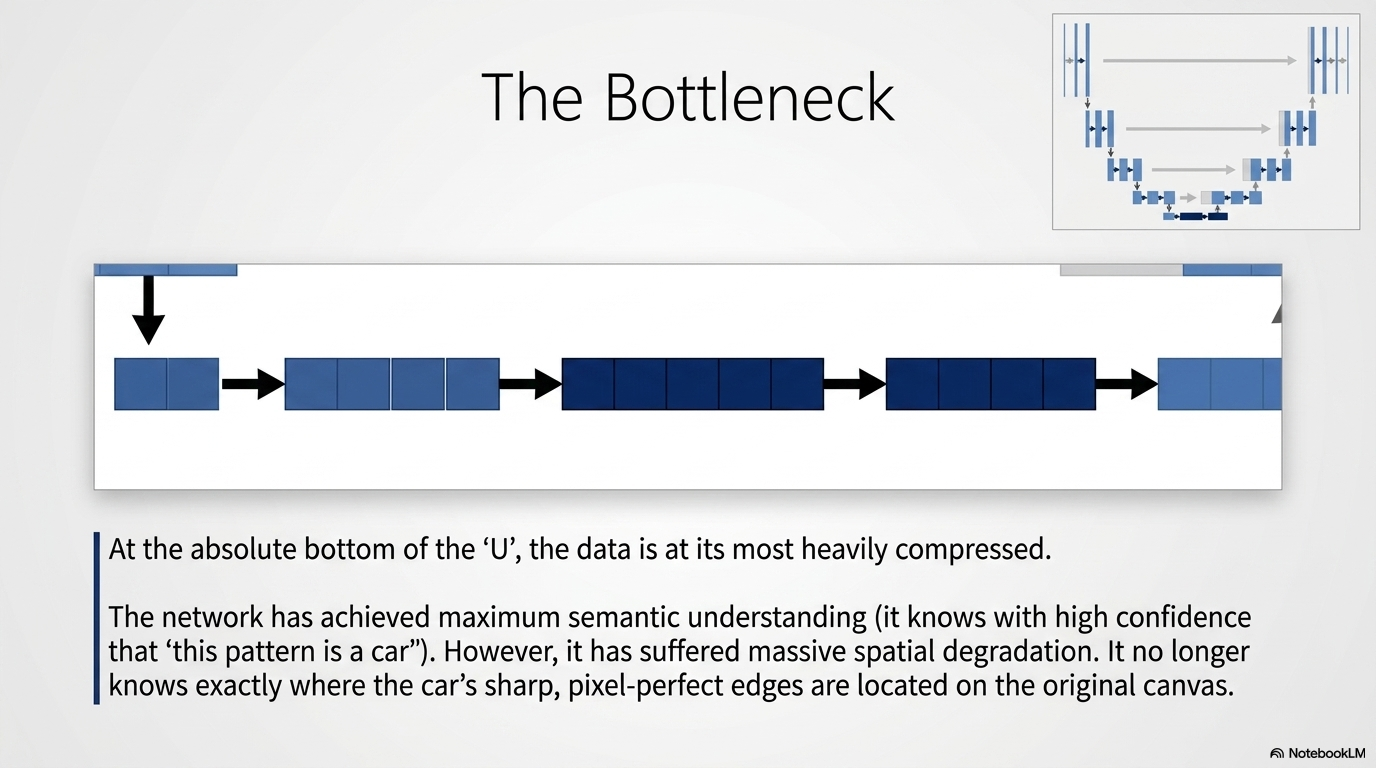 The Bottleneck
At the absolute bottom of the ‘U’, the data is at its most heavily compressed.
The network has achieved maximum semantic understanding (it knows with high confidence
that ‘this pattern is a car”). However, it has suffered massive spatial degradation. It no longer
knows exactly where the car’s sharp, pixel-perfect edges are located on the original canvas.
NotebookLM